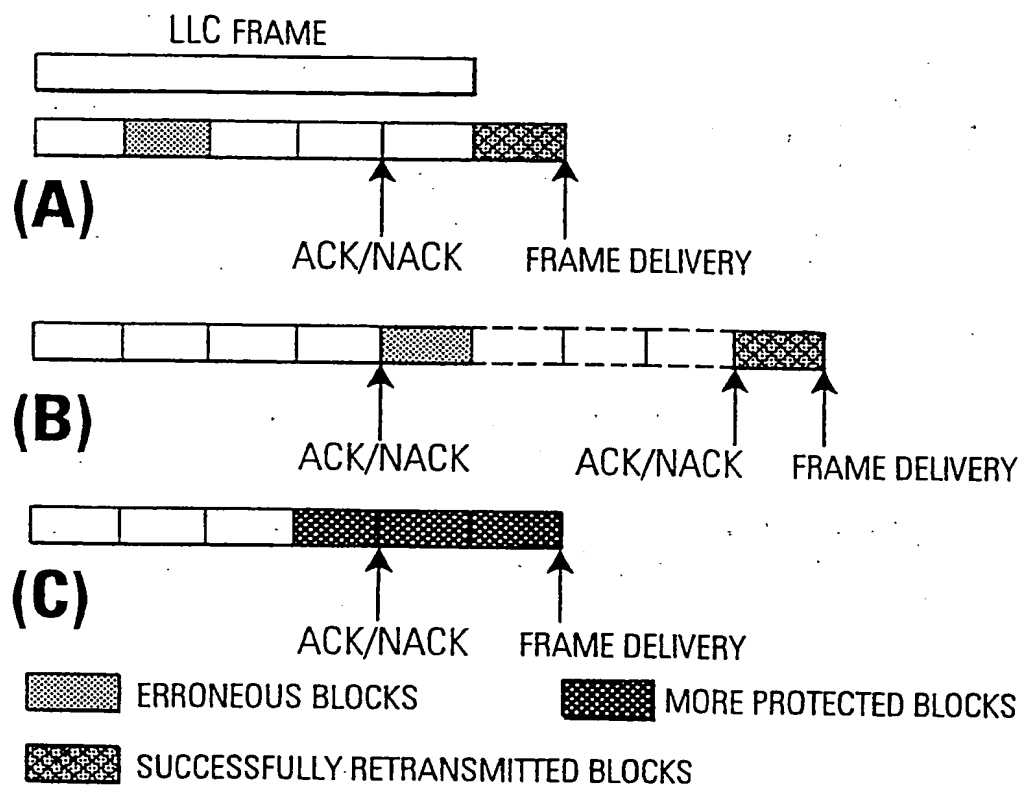 LLC FRAME
(A)
ACK/NACK FRAME DELIVERY
(B)
ACK/NACK ACK/NACK FRAME DELIVERY
(C)
ACK/NACK FRAME DELIVERY
ERRONEOUS BLOCKS MORE PROTECTED BLOCKS
SUCCESSFULLY RETRANSMITTED BLOCKS